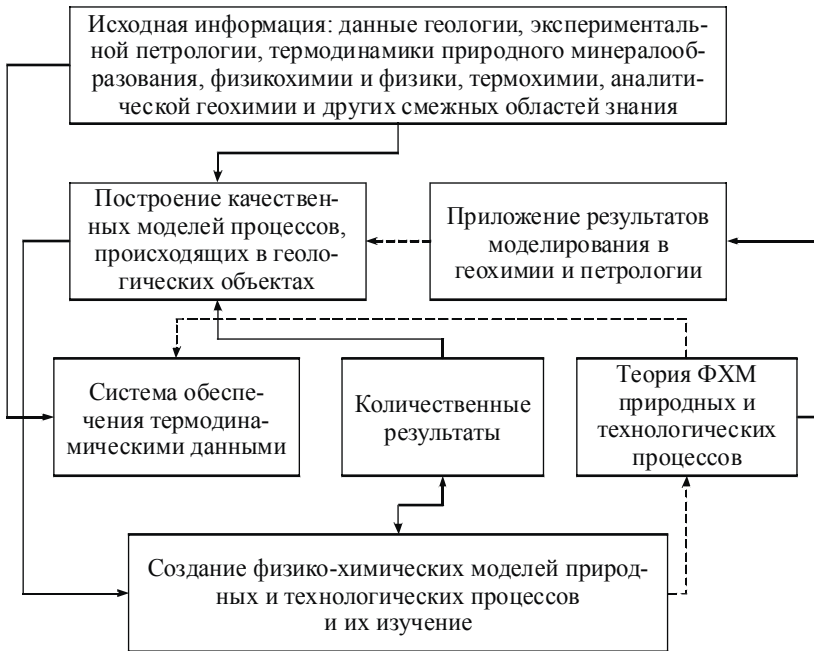 Исходная информация: данные геологии, эксперименталь-
ной петрологии, термодинамики природного минералооб-
разования, физикохимии и физики, термохимии, аналити-
ческой геохимии и других смежных областей знания
Построение качествен-
ных моделей процессов,
происходящих в геоло-
гических объектах
Приложение результатов
моделирования в
геохимии и петрологии
Система обеспе-
чения термодина-
мическими данными
Количественные
результаты
Теория ФХМ
природных и
технологических
процессов
Создание физико-химических моделей природ-
ных и технологических процессов
и их изучение